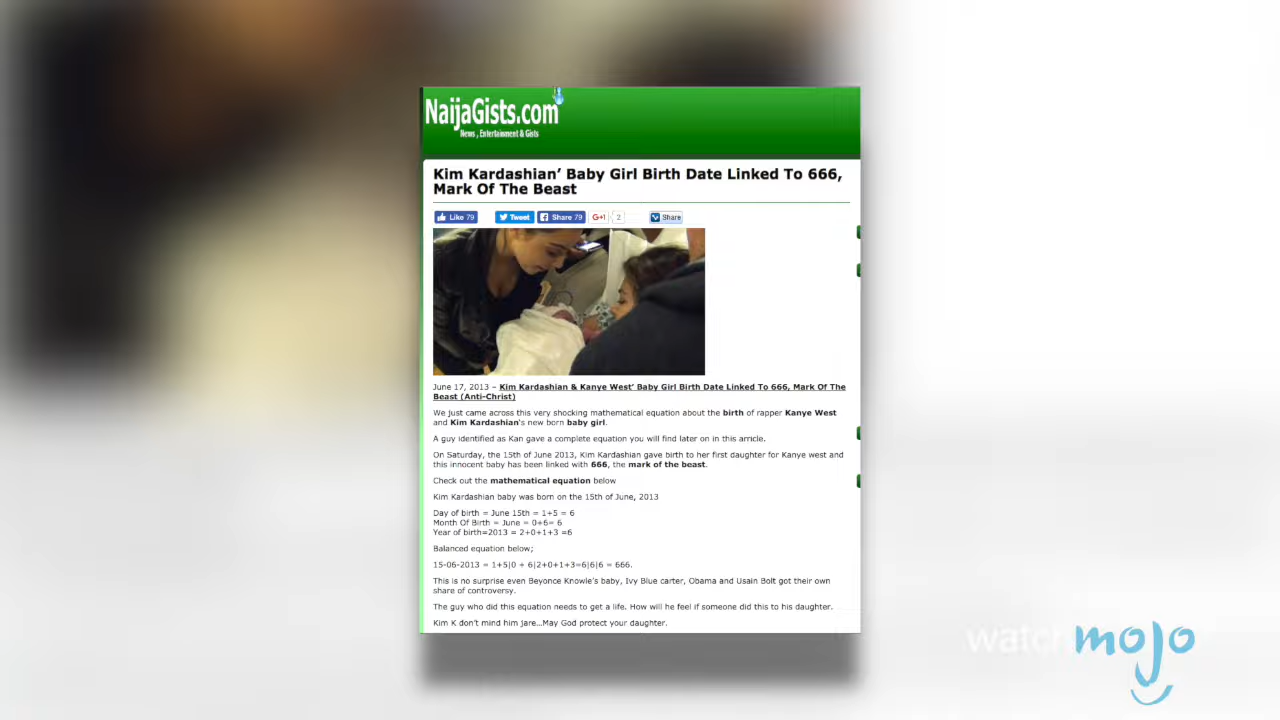 NaijaGists.com
News , Entertainment & Gists
Kim Kardashian’ Baby Girl Birth Date Linked To 666,
Mark Of The Beast
Like 79 Tweet Share 79 G+1 2 Share
June 17, 2013 – Kim Kardashian & Kanye West’ Baby Girl Birth Date Linked To 666, Mark Of The
Beast (Anti-Christ)
We just came across this very shocking mathematical equation about the birth of rapper Kanye West
and Kim Kardashian's new born baby girl.
A guy identified as Kan gave a complete equation you will find later on in this arricle.
On Saturday, the 15th of June 2013, Kim Kardashian gave birth to her first daughter for Kanye west and
this innocent baby has been linked with 666, the mark of the beast.
Check out the mathematical equation below
Kim Kardashian baby was born on the 15th of June, 2013
Day of birth = June 15th = 1+5 = 6
Month Of Birth = June = 0+6= 6
Year of birth=2013 = 2+0+1+3 =6
Balanced equation below;
15-06-2013 = 1+5|0 + 6|2+0+1+3=6|6|6 = 666.
This is no surprise even Beyonce Knowle’s baby, Ivy Blue carter, Obama and Usain Bolt got their own
share of controversy.
The guy who did this equation needs to get a life. How will he feel if someone did this to his daughter.
Kim K don’t mind him jare…May God protect your daughter.
watch mojo